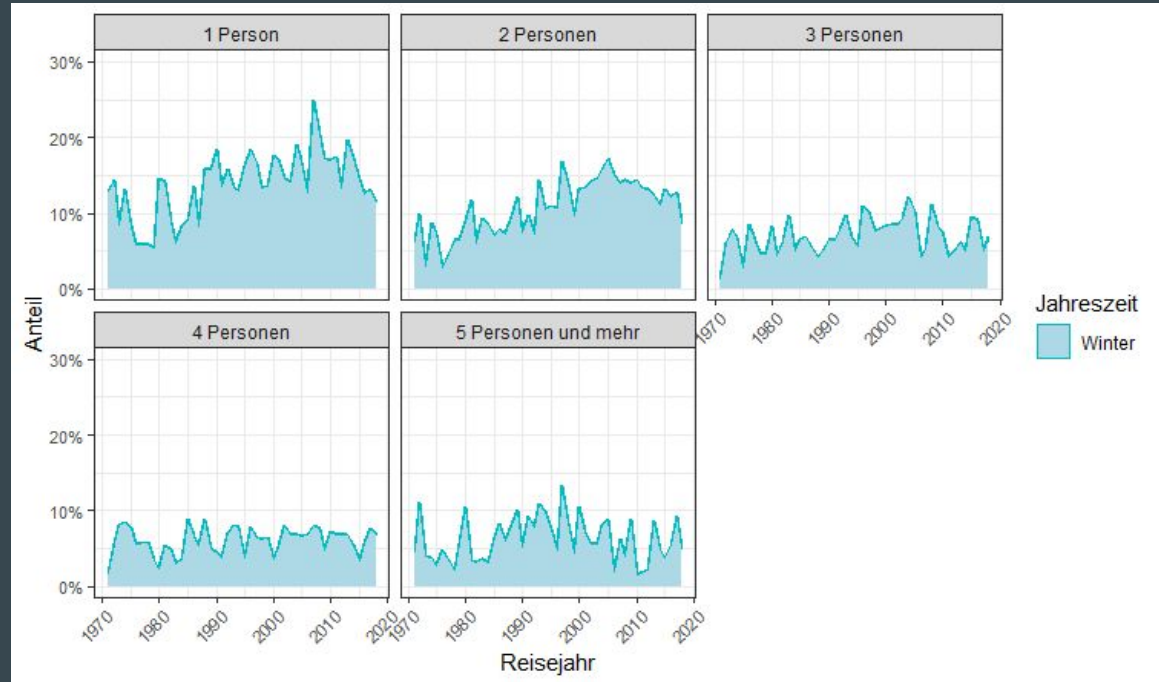 1 Person
2 Personen
3 Personen
30%
20%
10%
0%
4 Personen
5 Personen und mehr
1970
1980
1990
2000
2010
2020
30%
20%
10%
0%
1970
1980
1990
2000
2010
2020
1970
1980
1990
2000
2010
2020
Anteil
Reisejahr
Jahreszeit
Winter